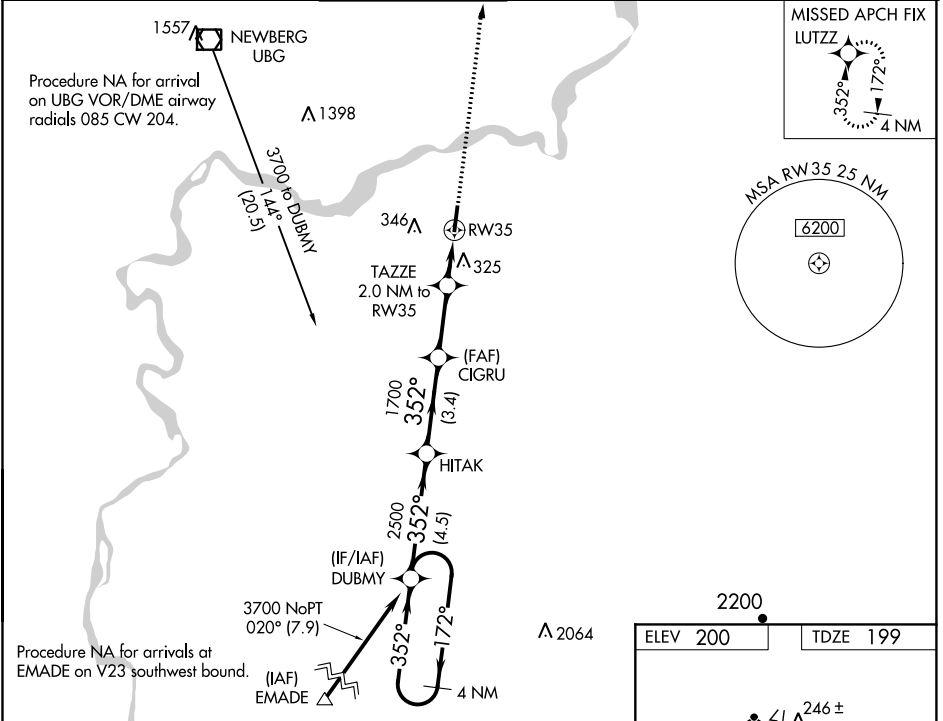 1557
NEWBERG
UBG
Procedure NA for arrival
on UBG VOR/DME airway
radials 085 CW 204.
1398
3700 to DUBMY
144°
(20.5)
MISSED APCH FIX
LUTZZ
352°
172°
4 NM
MSA RW35 25 NM
6200
346
RW35
325
TAZZE
2.0 NM to
RW35
(FAF)
CIGRU
1700
352°
(3.4)
HITAK
2500
352°
(4.5)
(IF/IAF)
DUBMY
3700 NoPT
020° (7.9)
352°
172°
4 NM
2064
Procedure NA for arrivals at
EMADE on V23 southwest bound.
(IAF)
EMADE
2200
ELEV 200
TDZE 199
246 ±